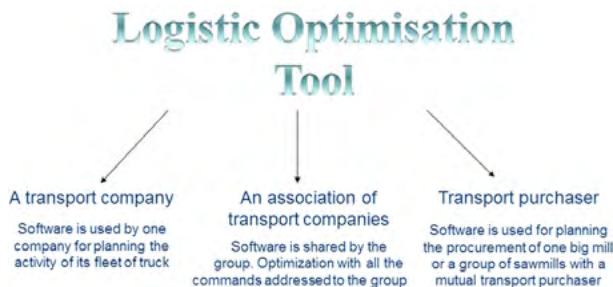 Logistic Optimisation
Tool
A transport company
Software is used by one
company for planning the
activity of its fleet of truck
An association of
transport companies
Software is shared by the
group. Optimization with all the
commands addressed to the group
Transport purchaser
Software is used for planning
the procurement of one big mill
or a group of sawmills with a
mutual transport purchaser